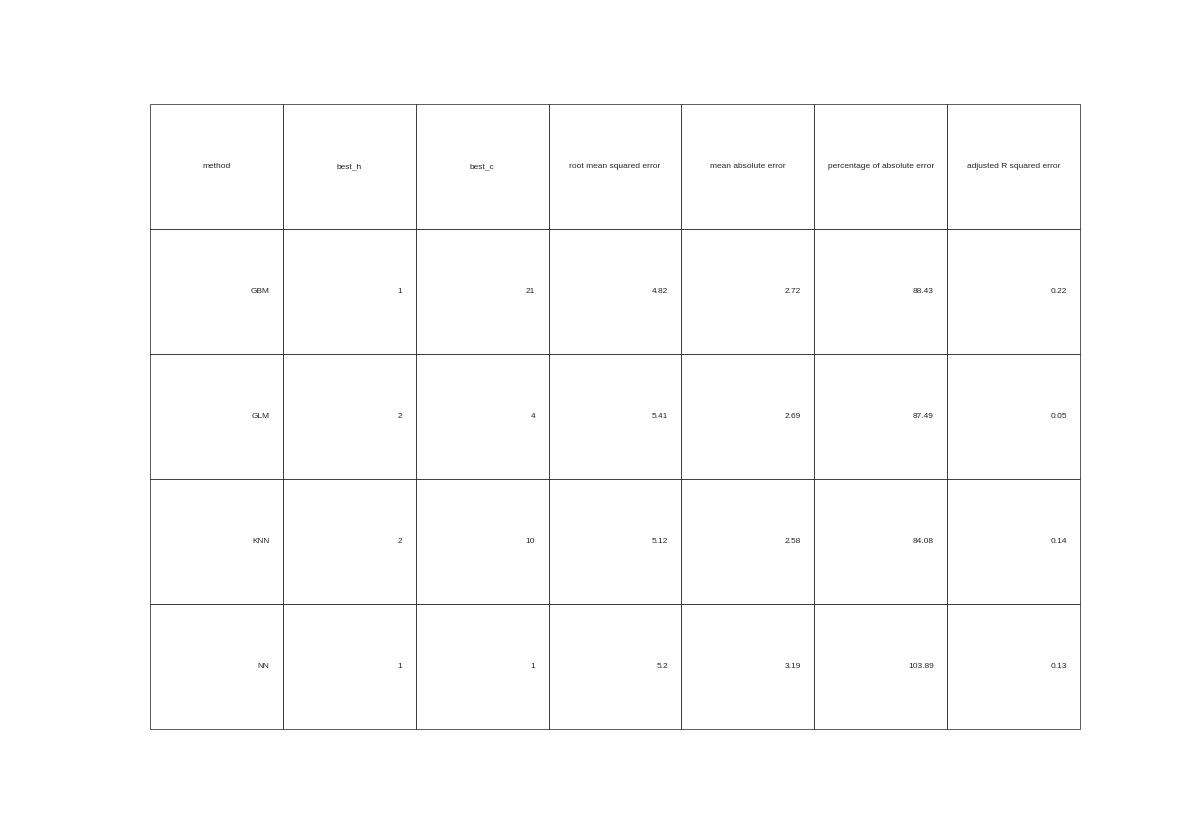 method best_h best_c root mean squared error mean absolute error percentage of absolute error adjusted R squared error
GBM 1 21 4.82 2.72 88.43 0.22
GLM 2 4 5.41 2.69 87.49 0.05
KNN 2 10 5.12 2.58 84.08 0.14
NN 1 1 5.2 3.19 103.89 0.13